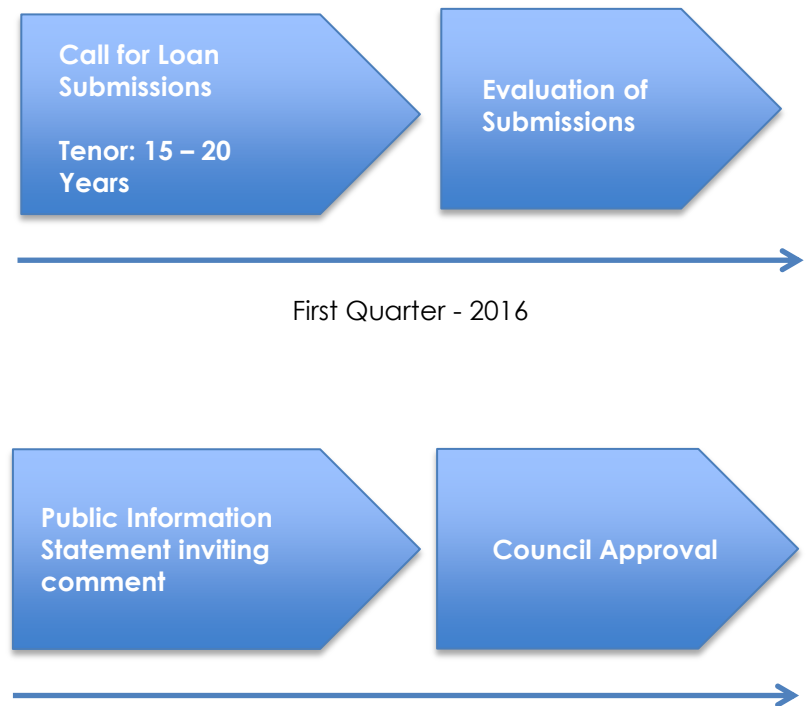 Call for Loan
Submissions
Tenor: 15 – 20
Years
Evaluation of
Submissions
First Quarter - 2016
Public Information
Statement inviting
comment
Council Approval